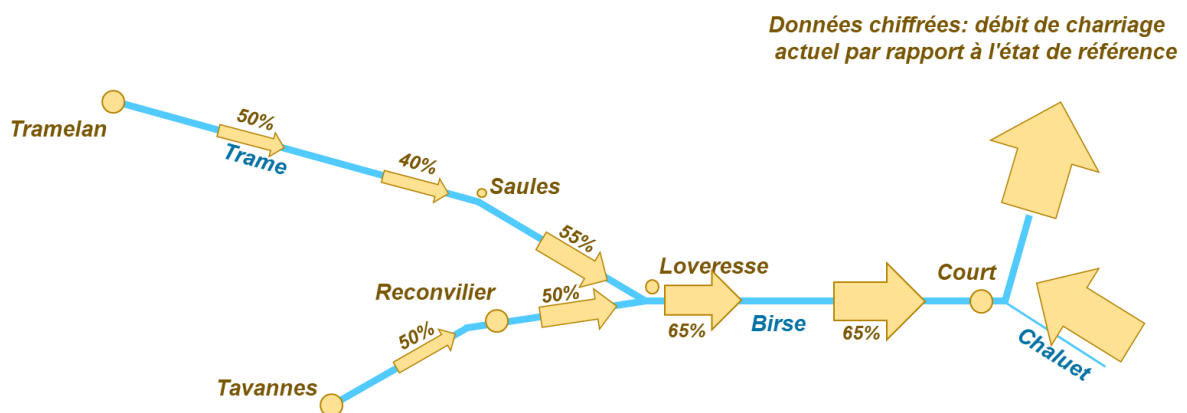 Données chiffrées: débit de charriage
actuel par rapport à l'état de référence
Tramelan
50%
Trame
40%
Saules
55%
Loveresse
Reconvilier
50%
Court
65%
Birse
65%
50%
Chaluet
Tavannes